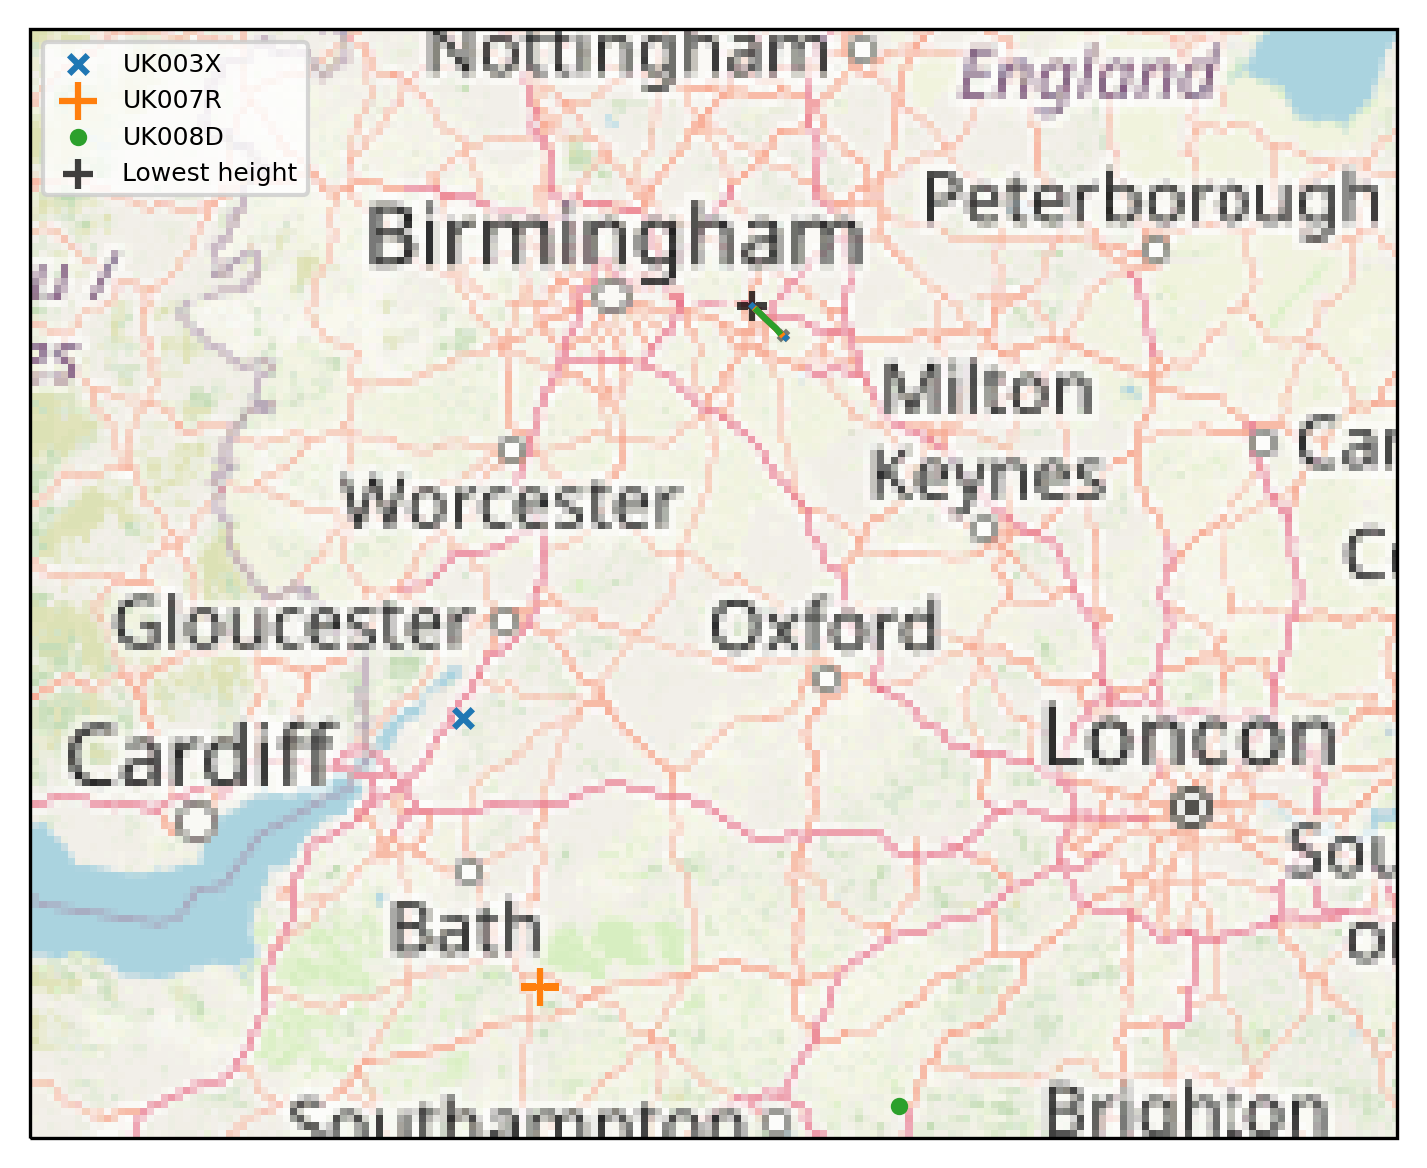 UK003X
UK007R
UK008D
Lowest height
Nottingham
England
Peterborough
Birmingham
es
Milton
Keynes
Car
Worcester
Gloucester
Oxford
Cardiff
Loncon
Sou
Bath
Southampton
Brighton